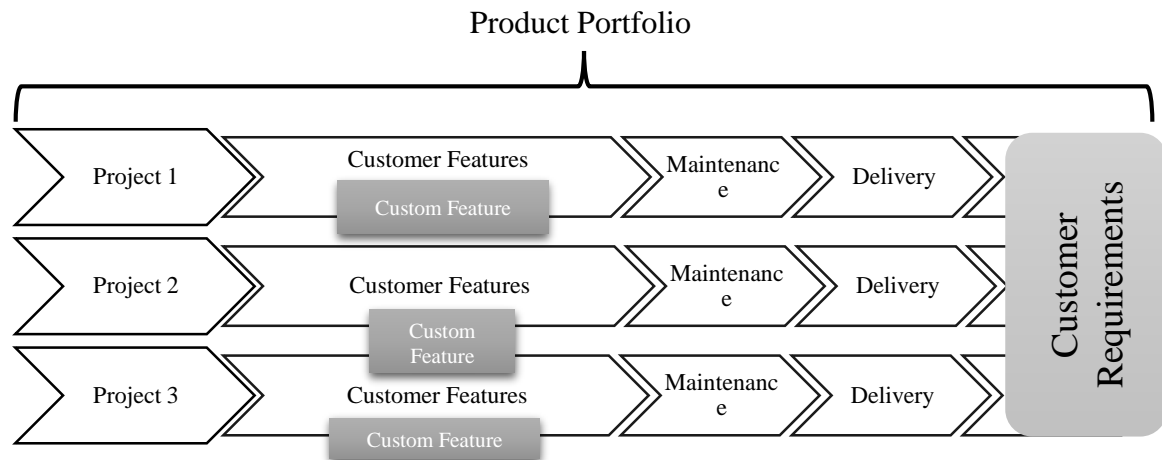 Product Portfolio
Project 1
Customer Features
Custom Feature
Maintenanc
e
Delivery
Project 2
Customer Features
Custom
Feature
Maintenanc
e
Delivery
Project 3
Customer Features
Custom Feature
Maintenanc
e
Delivery
Customer
Requirements